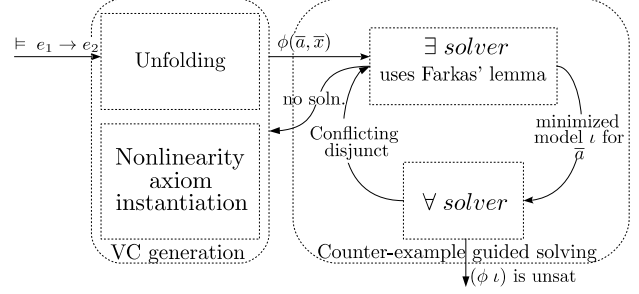 ⊨ e₁ → e₂
Unfolding
Nonlinearity
axiom
instantiation
VC generation
ϕ(a̅, x̅)
no soln.
∃ solver
uses Farkas' lemma
Conflicting
disjunct
minimized
model ι for
a̅
∀ solver
Counter-example guided solving
(ϕ ι) is unsat